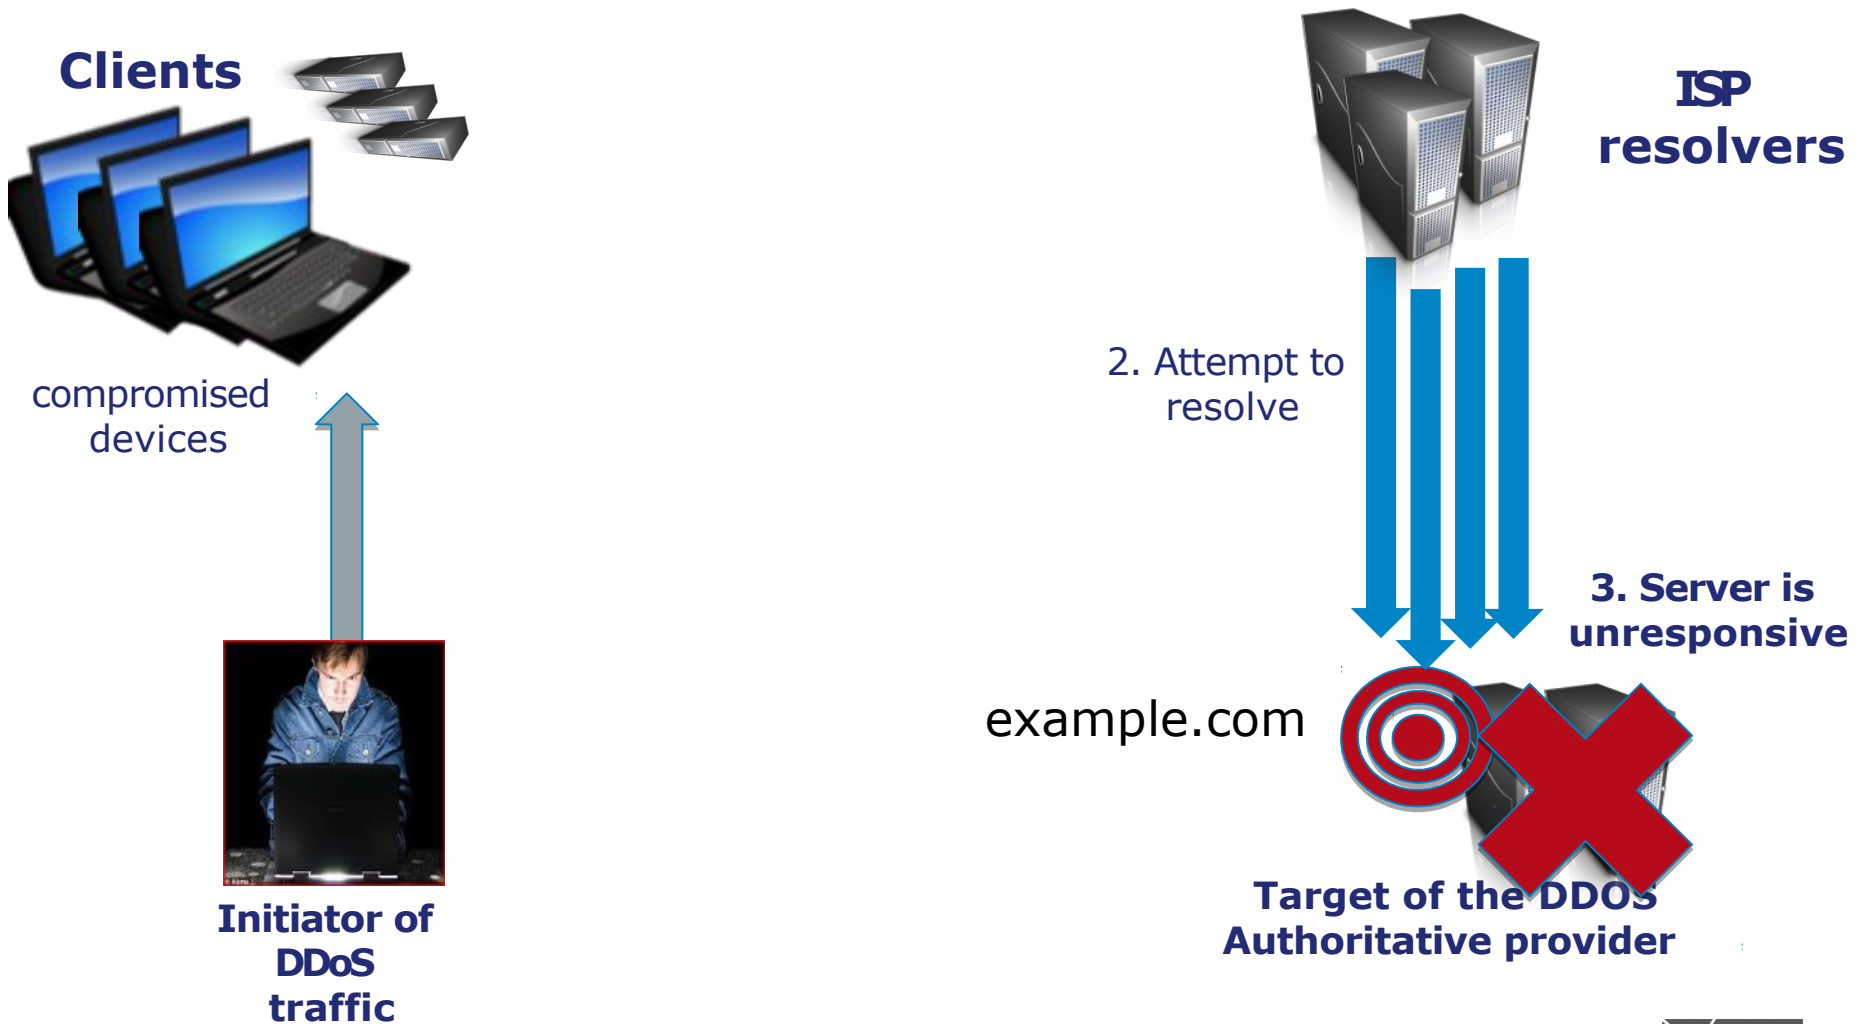 Clients
ISP
resolvers
2. Attempt to
resolve
compromised
devices
3. Server is
unresponsive
example.com
Target of the DDOS
Authoritative provider
Initiator of
DDoS
traffic